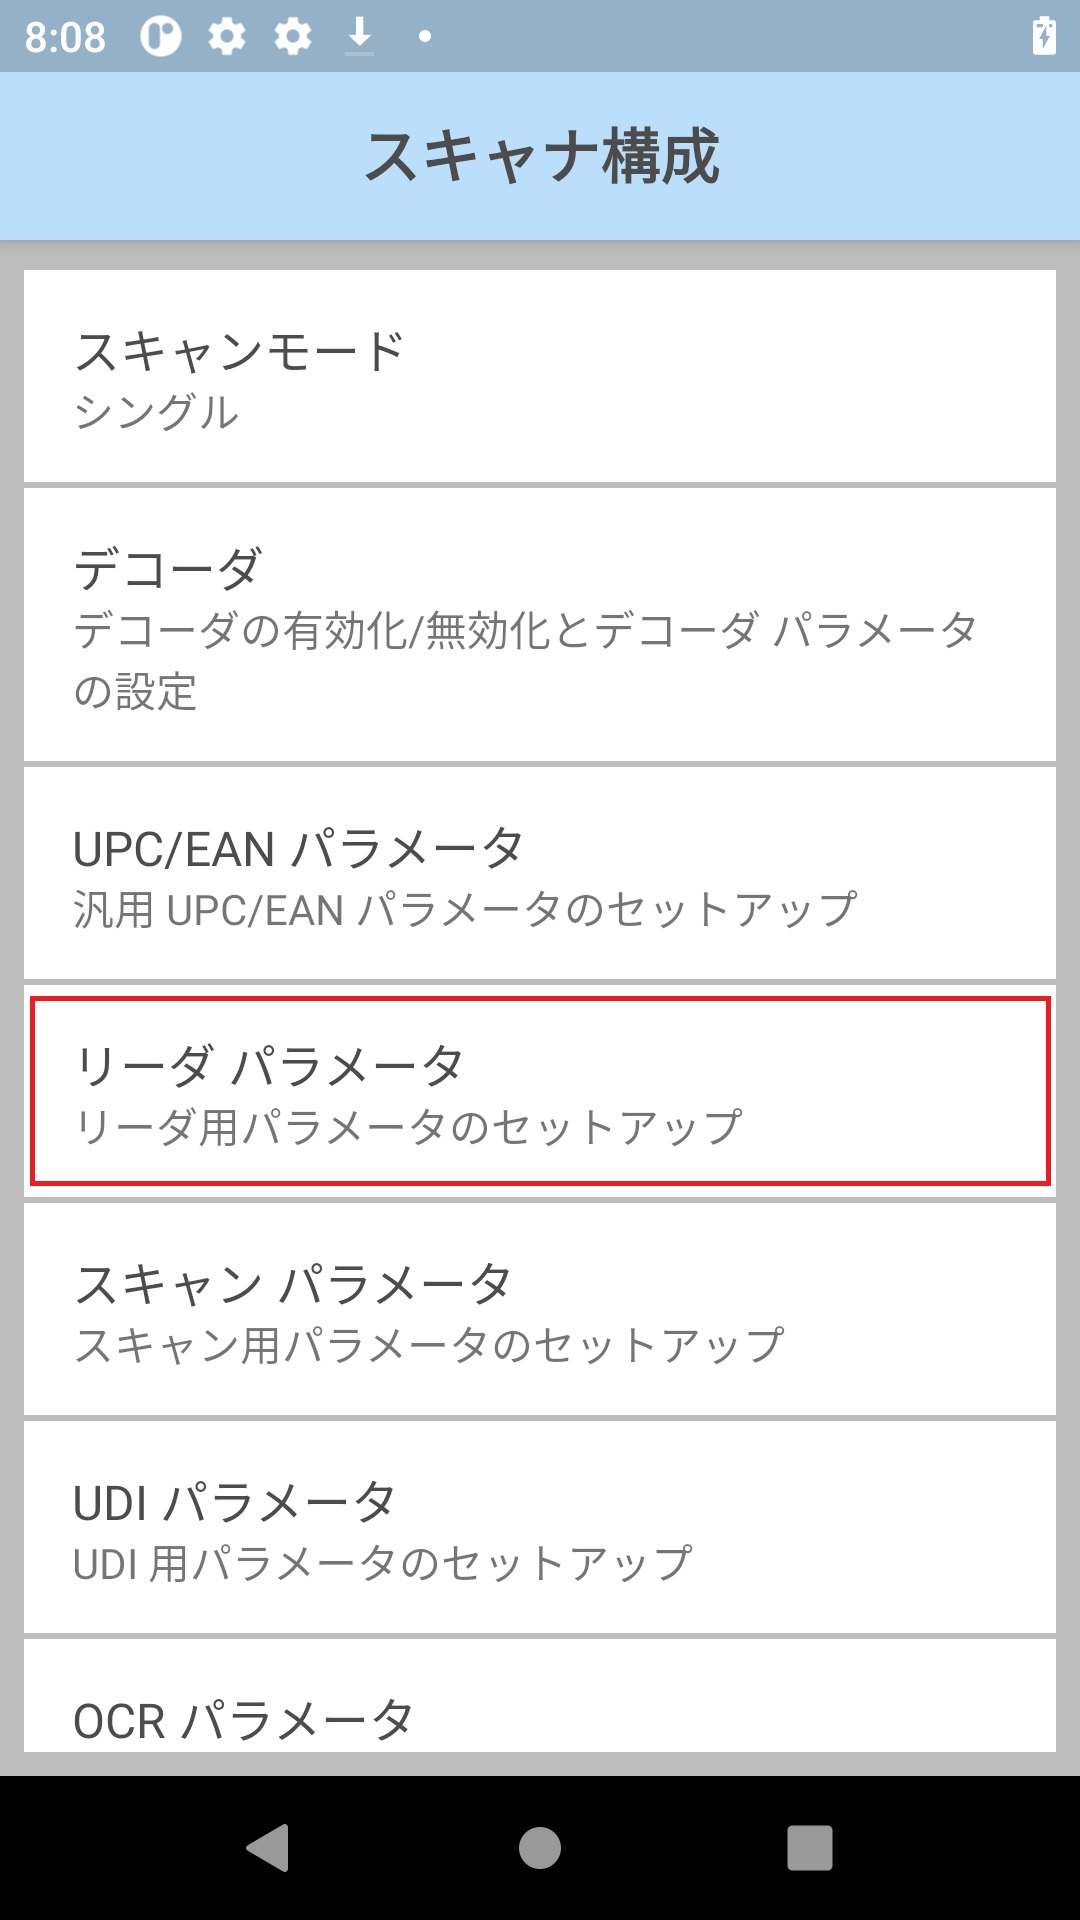 8:08
スキャナ構成
スキャンモード
シングル
デコーダ
デコーダの有効化/無効化とデコーダ パラメータ
の設定
UPC/EAN パラメータ
汎用 UPC/EAN パラメータのセットアップ
リーダ パラメータ
リーダ用パラメータのセットアップ
スキャン パラメータ
スキャン用パラメータのセットアップ
UDI パラメータ
UDI 用パラメータのセットアップ
OCR パラメータ